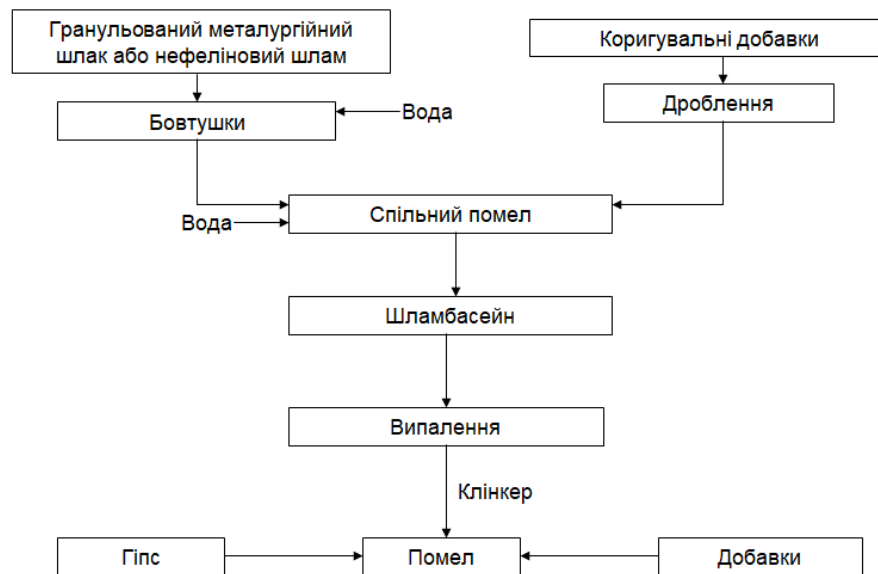 Гранульований металургійний
шлак або нефеліновий шлам
Коригувальні добавки
Бовтушки
Вода
Дроблення
Вода
Спільний помел
Шламбасейн
Випалення
Клінкер
Гіпс
Помел
Добавки